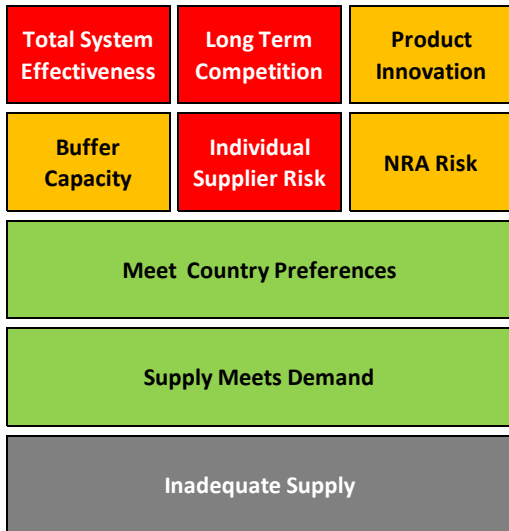 Total System
Effectiveness
Long Term
Competition
Product
Innovation
Buffer
Capacity
Individual
Supplier Risk
NRA Risk
Meet Country Preferences
Supply Meets Demand
Inadequate Supply